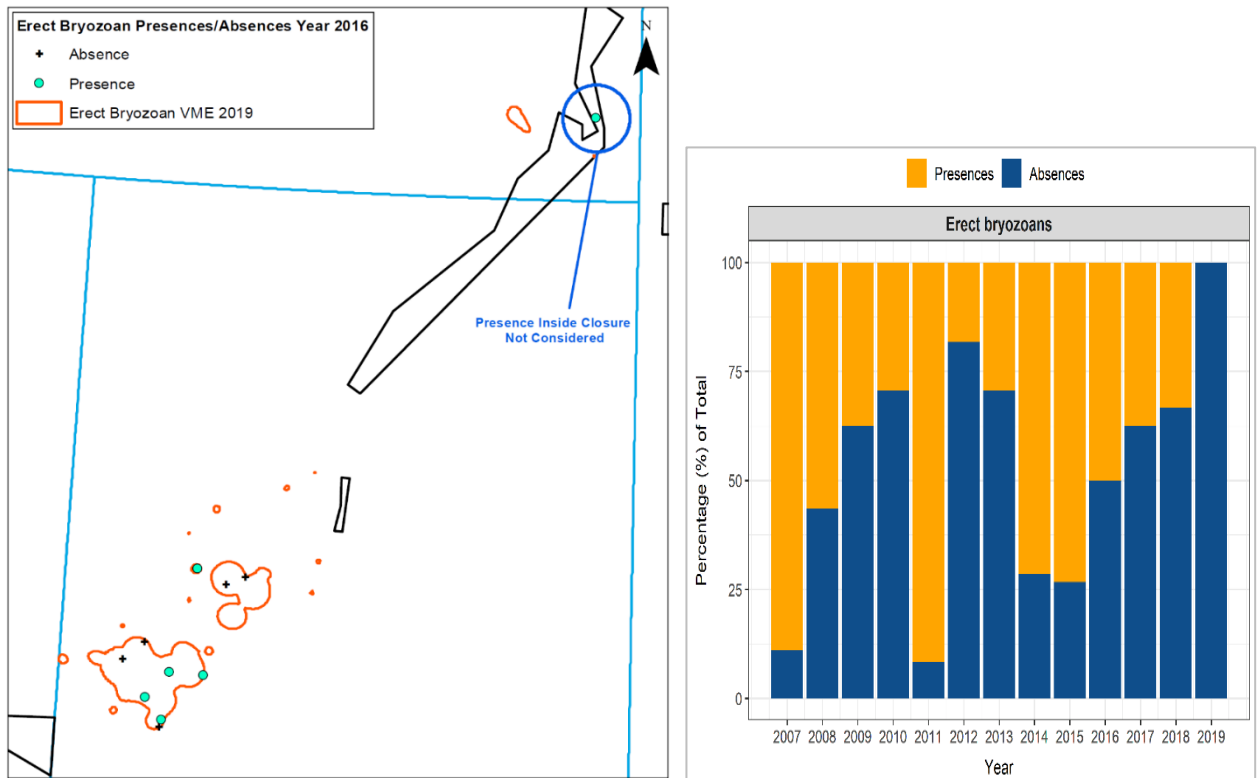 Erect Bryozoan Presences/Absences Year 2016
Absence
Presence
Erect Bryozoan VME 2019
N
Presence Inside Closure
Not Considered
Presences
Absences
Erect bryozoans
Percentage (%) of Total
100
75
50
25
0
2007 2008 2009 2010 2011 2012 2013 2014 2015 2016 2017 2018 2019
Year